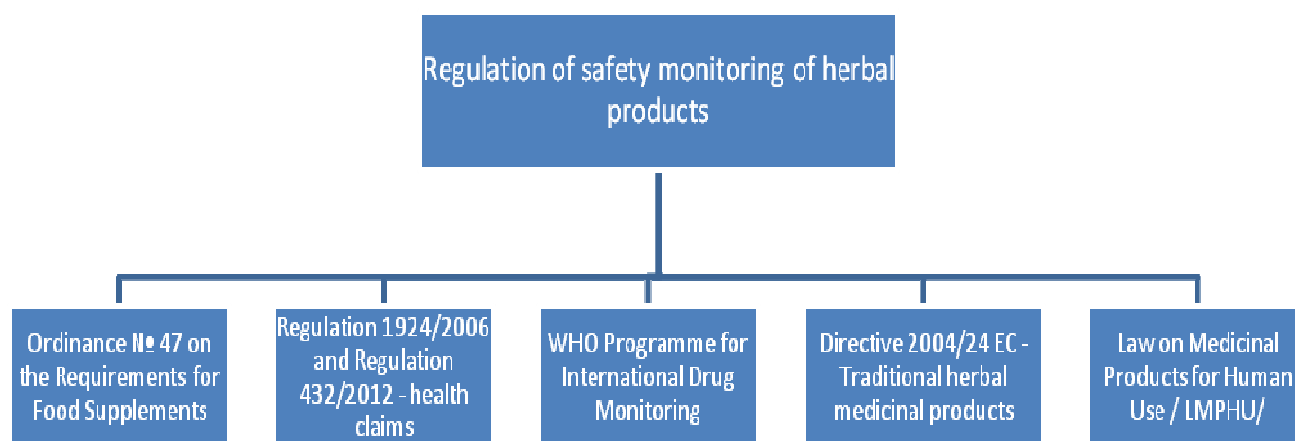 Regulation of safety monitoring of herbal
products
Ordinance № 47 on
the Requirements for
Food Supplements
Regulation 1924/2006
and Regulation
432/2012 - health
claims
WHO Programme for
International Drug
Monitoring
Directive 2004/24 EC -
Traditional herbal
medicinal products
Law on Medicinal
Products for Human
Use / LMPHU/